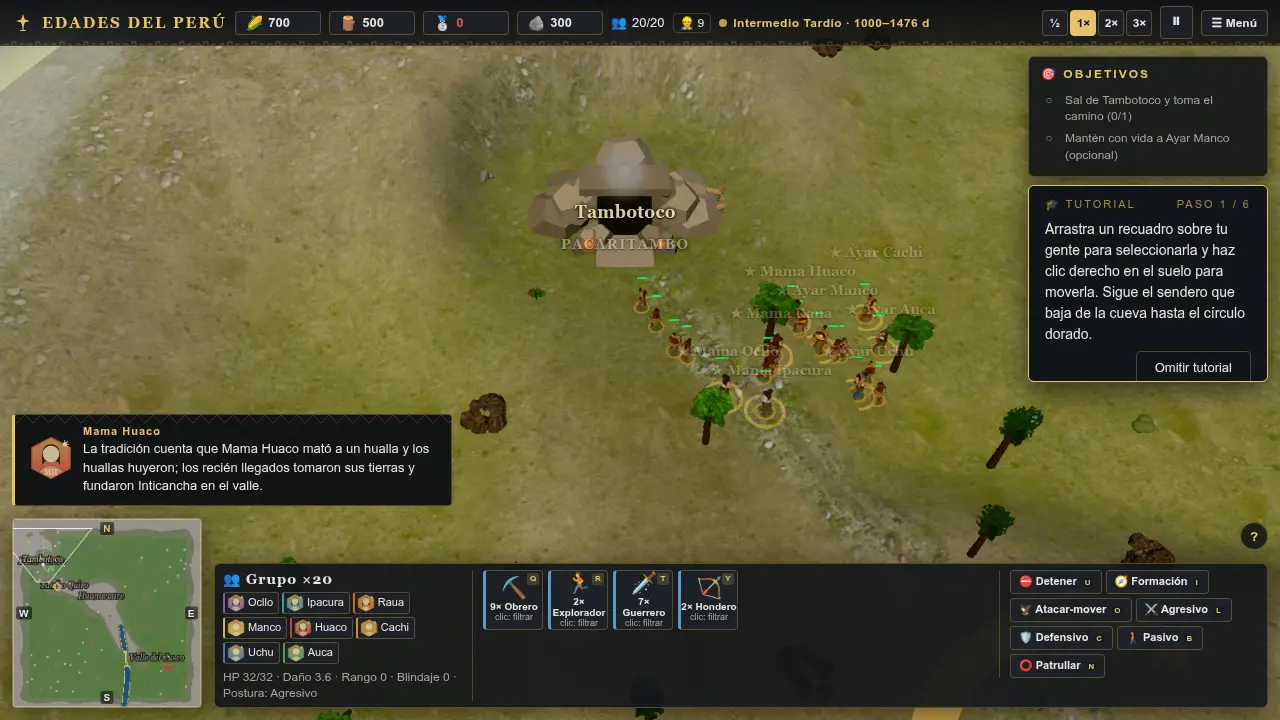 EDADES DEL PERÚ
700
500
0
300
20/20
9
Intermedio Tardío · 1000–1476 d
½
1×
2×
3×
II
☰ Menú
OBJETIVOS
Sal de Tambotoco y toma el
camino (0/1)
Mantén con vida a Ayar Manco
(opcional)
TUTORIAL
PASO 1 / 6
Arrastra un recuadro sobre tu
gente para seleccionarla y haz
clic derecho en el suelo para
moverla. Sigue el sendero que
baja de la cueva hasta el círculo
dorado.
Omitir tutorial
Tambotoco
PACARITAMBO
★ Ayar Cachi
★ Mama Huaco
★ Ayar Manco
★ Mama Raua
★ Ayar Auca
★ Mama Ocllo
★ Ayar Uchu
★ Mama Ipacura
Mama Huaco
La tradición cuenta que Mama Huaco mató a un hualla y los
huallas huyeron; los recién llegados tomaron sus tierras y
fundaron Inticancha en el valle.
MH
N
Tambotoco
Quiro
Huanacaure
W
E
Valle del Cusco
S
Grupo ×20
Ocllo
Ipacura
Raua
Manco
Huaco
Cachi
Uchu
Auca
HP 32/32 · Daño 3.6 · Rango 0 · Blindaje 0 ·
Postura: Agresivo
Q
9× Obrero
clic: filtrar
R
2×
Explorador
clic: filtrar
T
7×
Guerrero
clic: filtrar
Y
2× Hondero
clic: filtrar
?
Detener U
Formación I
Atacar-mover O
Agresivo L
Defensivo C
Pasivo B
Patrullar N